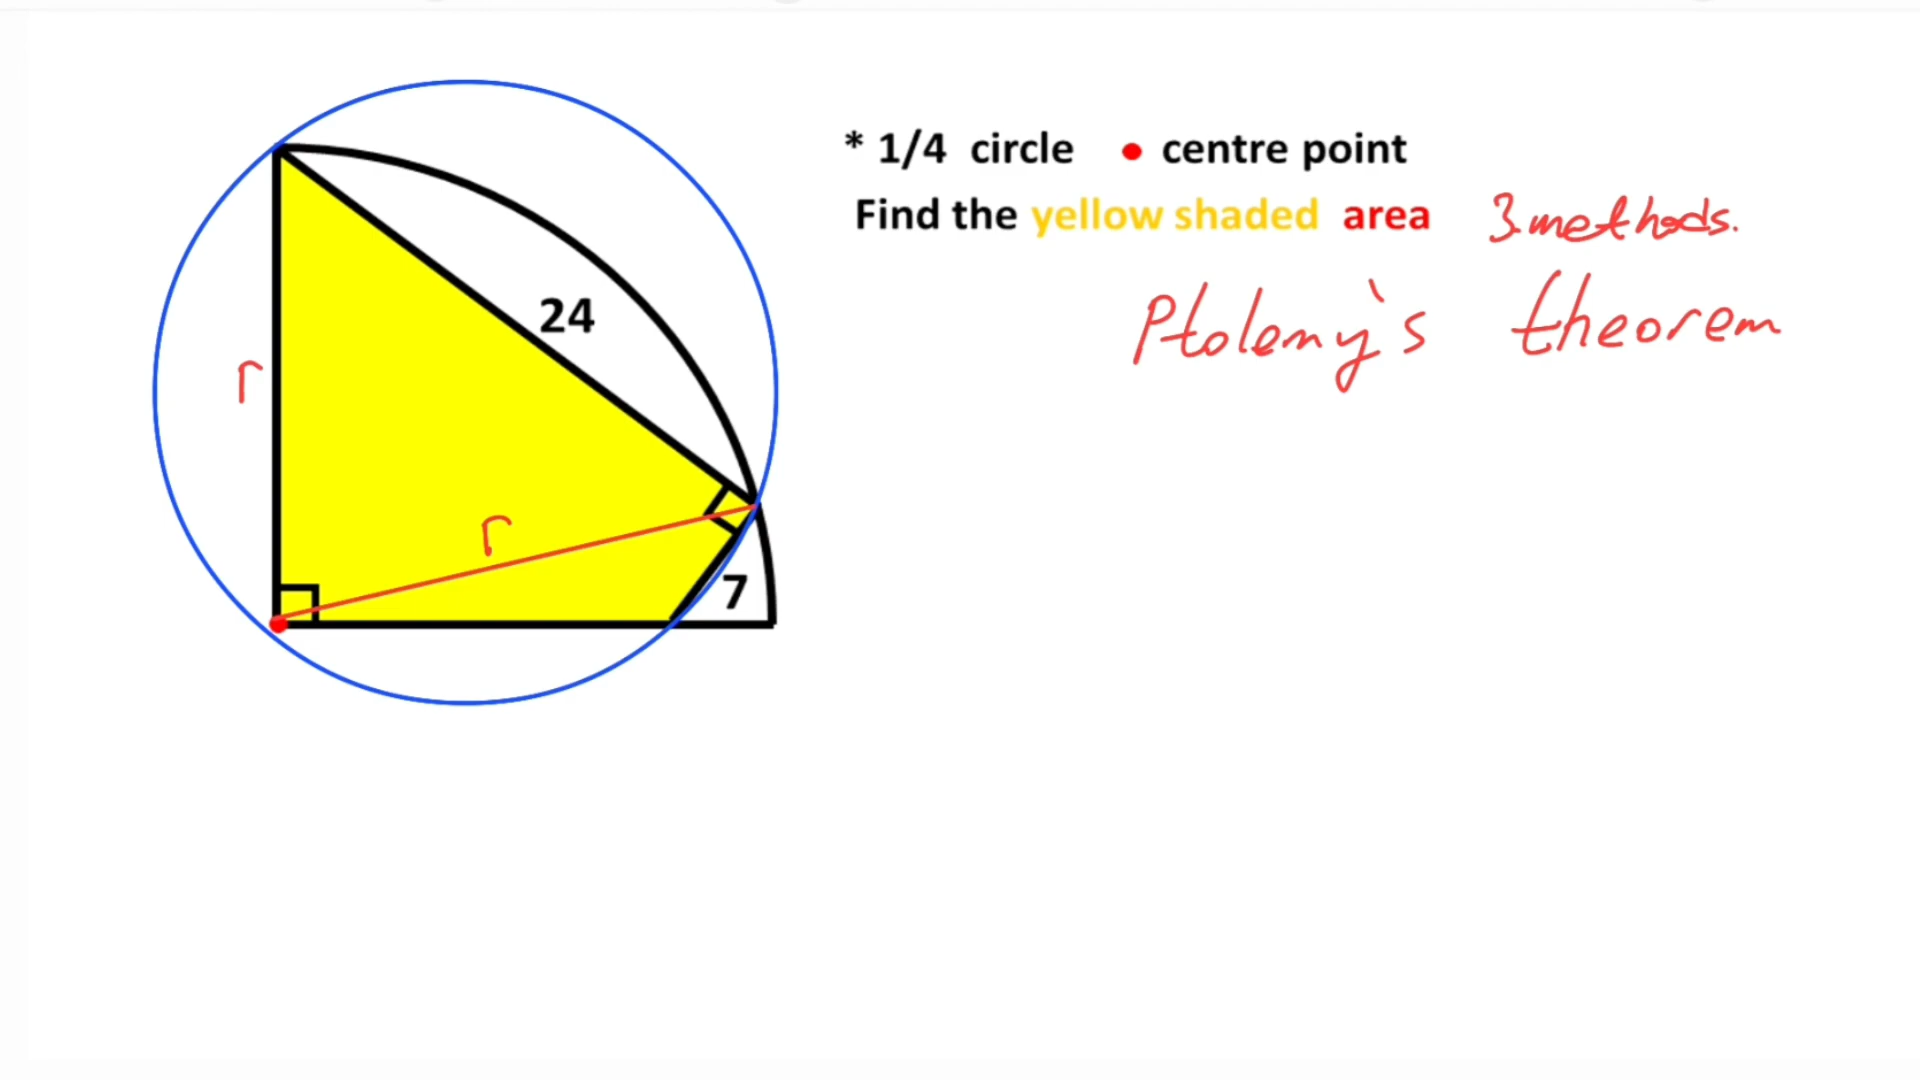 * 1/4 circle • centre point
Find the yellow shaded area 3 methods.
Ptolemy's theorem
24
r
r
7